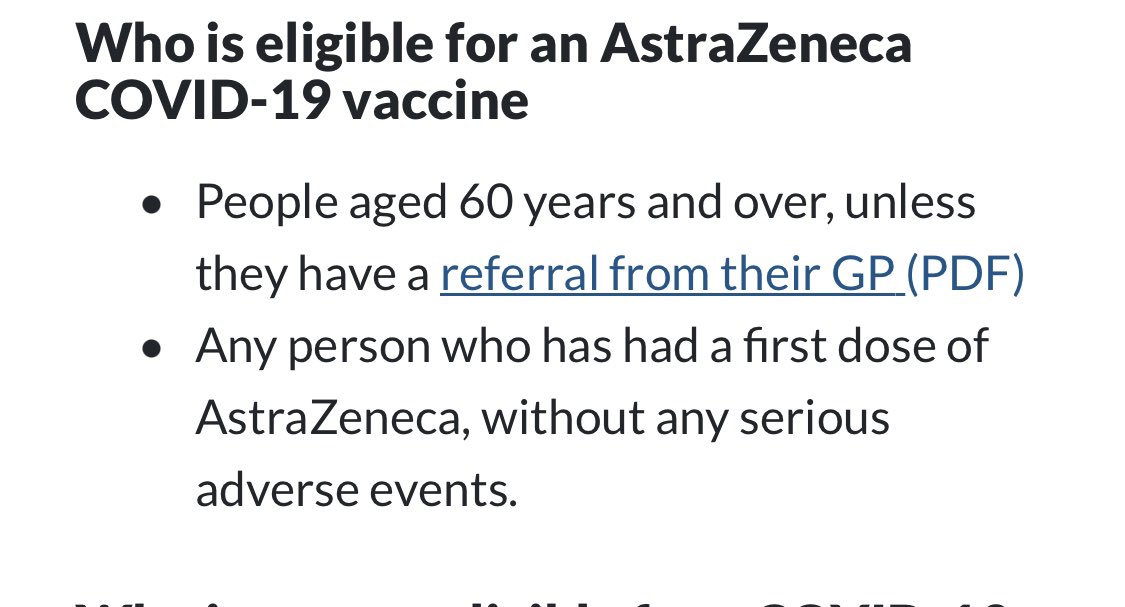 Who is eligible for an AstraZeneca
COVID-19 vaccine
• People aged 60 years and over, unless
they have a referral from their GP (PDF)
• Any person who has had a first dose of
AstraZeneca, without any serious
adverse events.